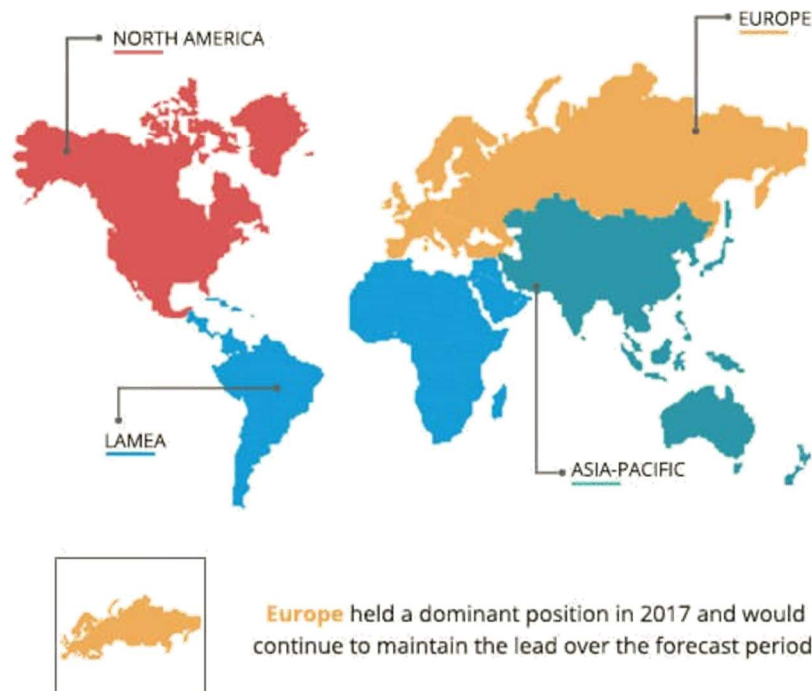 NORTH AMERICA
EUROPE
LAMEA
ASIA-PACIFIC
Europe held a dominant position in 2017 and would
continue to maintain the lead over the forecast period